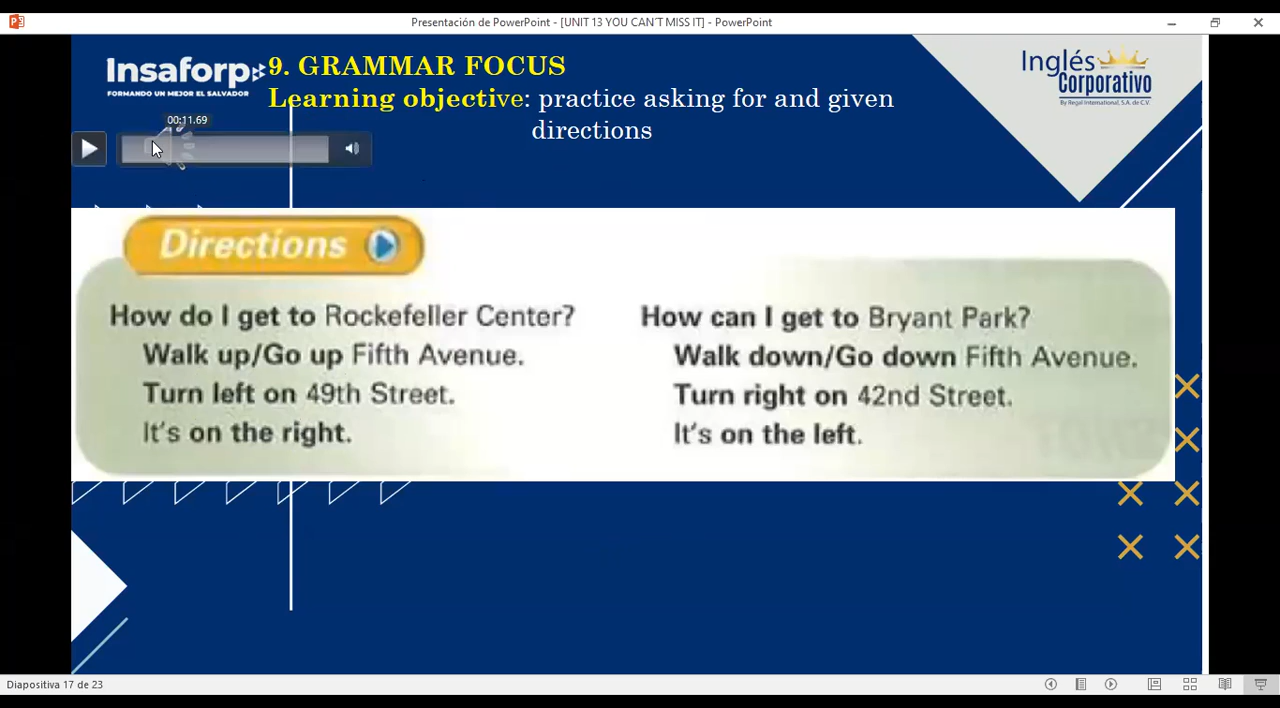 Presentación de PowerPoint - [UNIT 13 YOU CAN'T MISS IT] - PowerPoint
Insaforp
FORMANDO UN MEJOR EL SALVADOR
9. GRAMMAR FOCUS
Learning objective: practice asking for and given
directions
Inglés
Corporativo
By Regal International, S.A. de C.V.
00:11.69
Directions
How do I get to Rockefeller Center?
Walk up/Go up Fifth Avenue.
Turn left on 49th Street.
It's on the right.
How can I get to Bryant Park?
Walk down/Go down Fifth Avenue.
Turn right on 42nd Street.
It's on the left.
Diapositiva 17 de 23